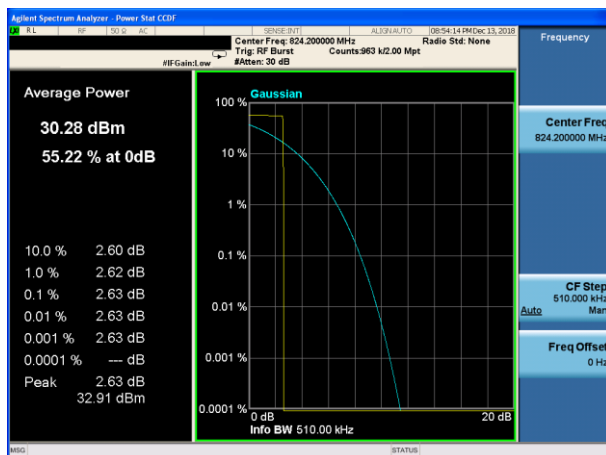 Agilent Spectrum Analyzer - Power Stat CCDF
RL RF 50 Ω AC SENSE:INT ALIGNAUTO 08:54:14 PM Dec 13, 2018
Center Freq: 824.200000 MHz Radio Std: None
Trig: RF Burst Counts:963 k/2.00 Mpt
#IFGain:Low #Atten: 30 dB
Frequency
Average Power
30.28 dBm
55.22 % at 0dB
10.0 % 2.60 dB
1.0 % 2.62 dB
0.1 % 2.63 dB
0.01 % 2.63 dB
0.001 % 2.63 dB
0.0001 % --- dB
Peak 2.63 dB
32.91 dBm
Gaussian
100 %
10 %
1 %
0.1 %
0.01 %
0.001 %
0.0001 %
0 dB 20 dB
Info BW 510.00 kHz
Center Freq
824.200000 MHz
CF Step
510.000 kHz
Auto Man
Freq Offset
0 Hz
MSG STATUS